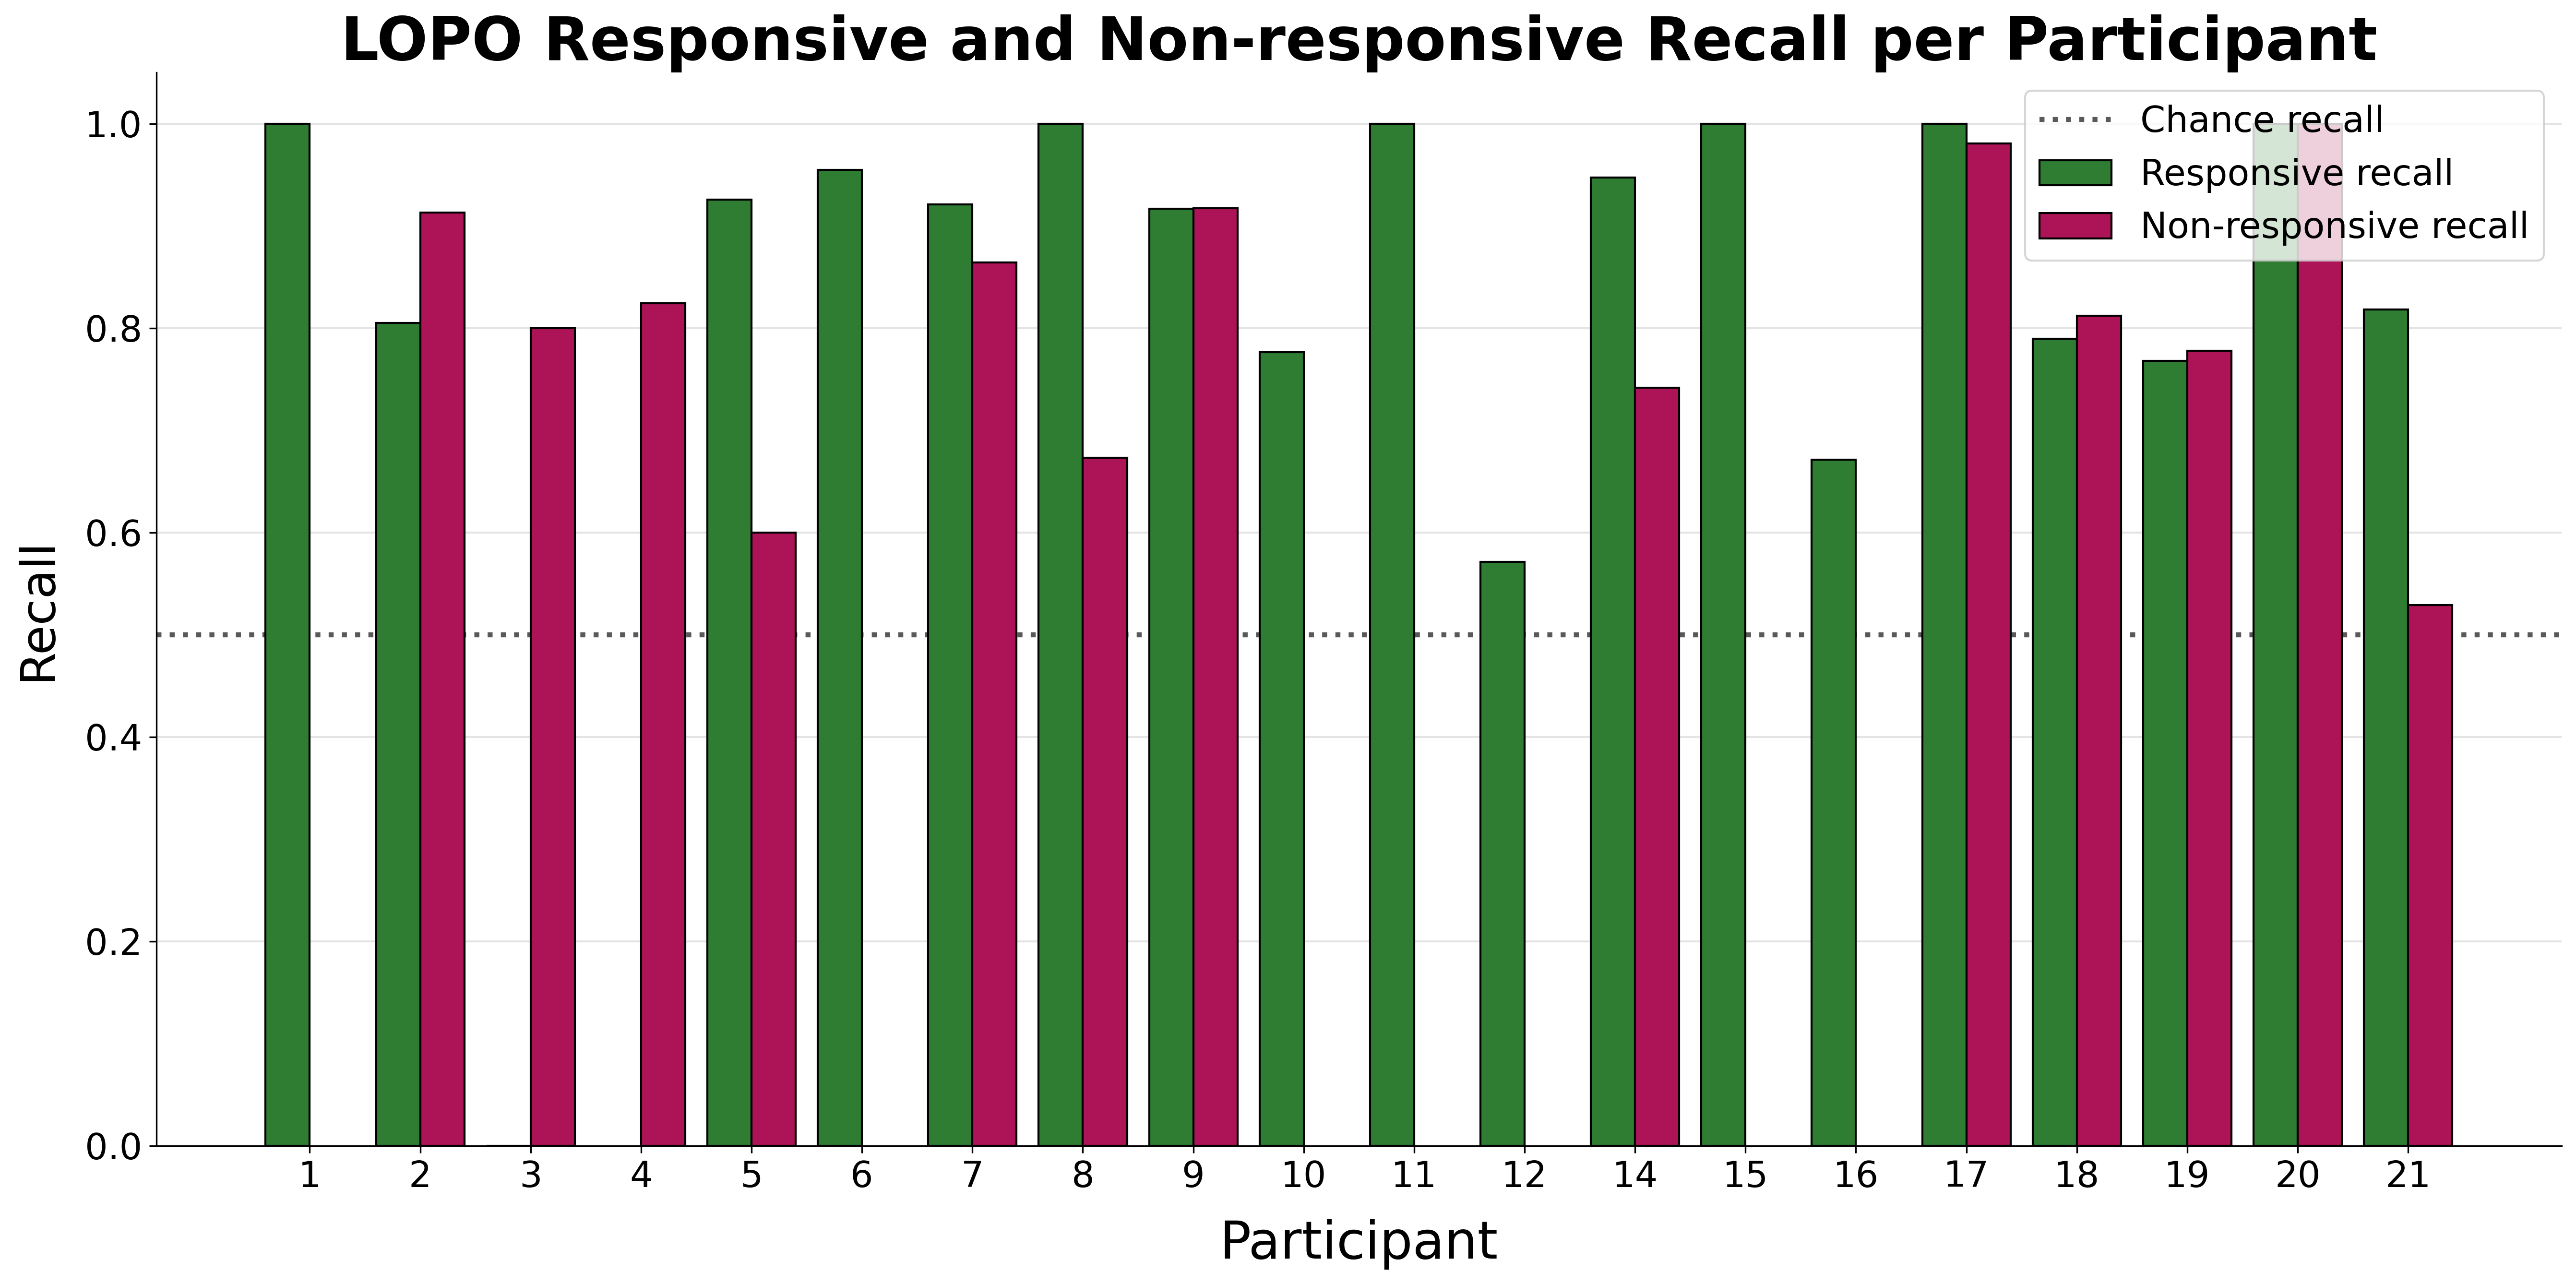 LOPO Responsive and Non-responsive Recall per Participant
Chance recall
Responsive recall
Non-responsive recall
1.0
0.8
0.6
0.4
0.2
0.0
Recall
1 2 3 4 5 6 7 8 9 10 11 12 14 15 16 17 18 19 20 21
Participant